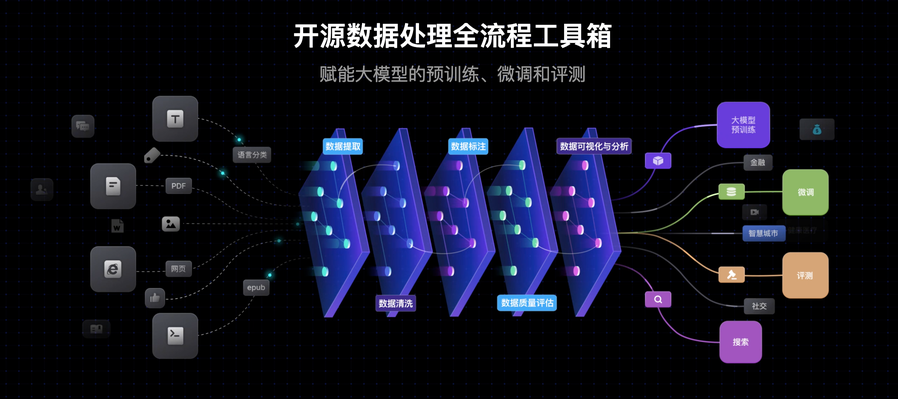 开源数据处理全流程工具箱
赋能大模型的预训练、微调和评测
T
语言分类
PDF
W
网页
epub
数据提取
数据清洗
数据标注
数据质量评估
数据可视化与分析
大模型
预训练
金融
微调
智慧城市
评测
社交
搜索